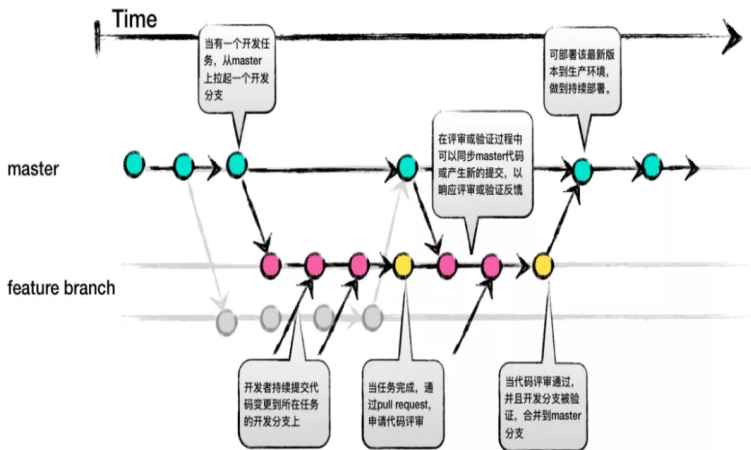 Time
当有一个开发任
务，从master
上拉起一个开发
分支
可部署该最新版
本到生产环境，
做到持续部署。
在评审或验证过程中
可以同步master代码
或产生新的提交，以
响应评审或验证反馈
master
feature branch
开发者持续提交代
码变更到所在任务
的开发分支上
当任务完成，通
过pull request，
申请代码评审
当代码评审通过，
并且开发分支被验
证，合并到master
分支